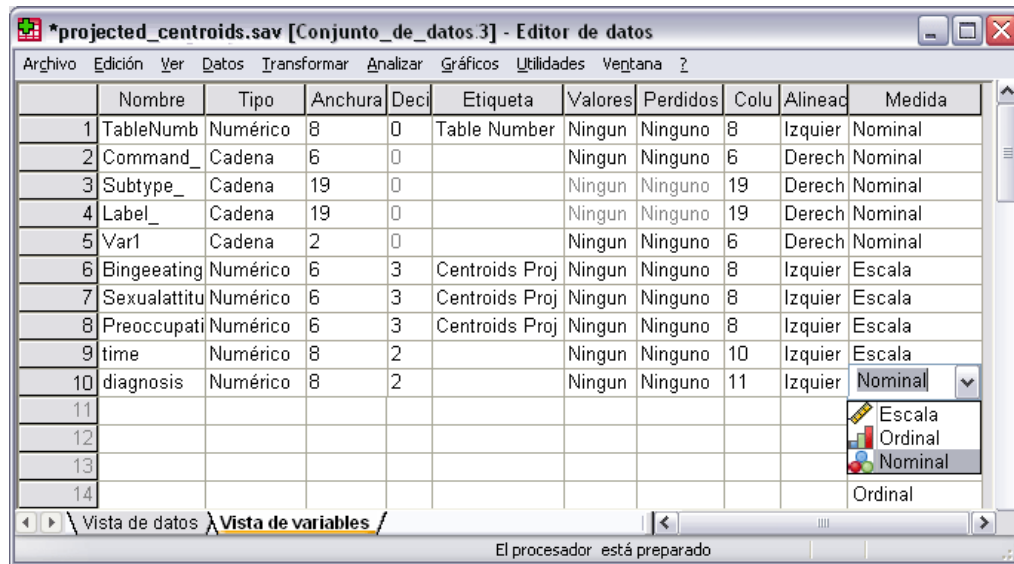 *projected_centroids.sav [Conjunto_de_datos.3] - Editor de datos
Archivo Edición Ver Datos Transformar Analizar Gráficos Utilidades Ventana ?
Nombre Tipo Anchura Deci Etiqueta Valores Perdidos Colu Alineac Medida
1 TableNumb Numérico 8 0 Table Number Ningun Ninguno 8 Izquier Nominal
2 Command_ Cadena 6 0 Ningun Ninguno 6 Derech Nominal
3 Subtype_ Cadena 19 0 Ningun Ninguno 19 Derech Nominal
4 Label_ Cadena 19 0 Ningun Ninguno 19 Derech Nominal
5 Var1 Cadena 2 0 Ningun Ninguno 6 Derech Nominal
6 Bingeeating Numérico 6 3 Centroids Proj Ningun Ninguno 8 Izquier Escala
7 Sexualattitu Numérico 6 3 Centroids Proj Ningun Ninguno 8 Izquier Escala
8 Preoccupati Numérico 6 3 Centroids Proj Ningun Ninguno 8 Izquier Escala
9 time Numérico 8 2 Ningun Ninguno 10 Izquier Escala
10 diagnosis Numérico 8 2 Ningun Ninguno 11 Izquier Nominal
11 Escala
12 Ordinal
13 Nominal
14 Ordinal
Vista de datos Vista de variables
El procesador está preparado